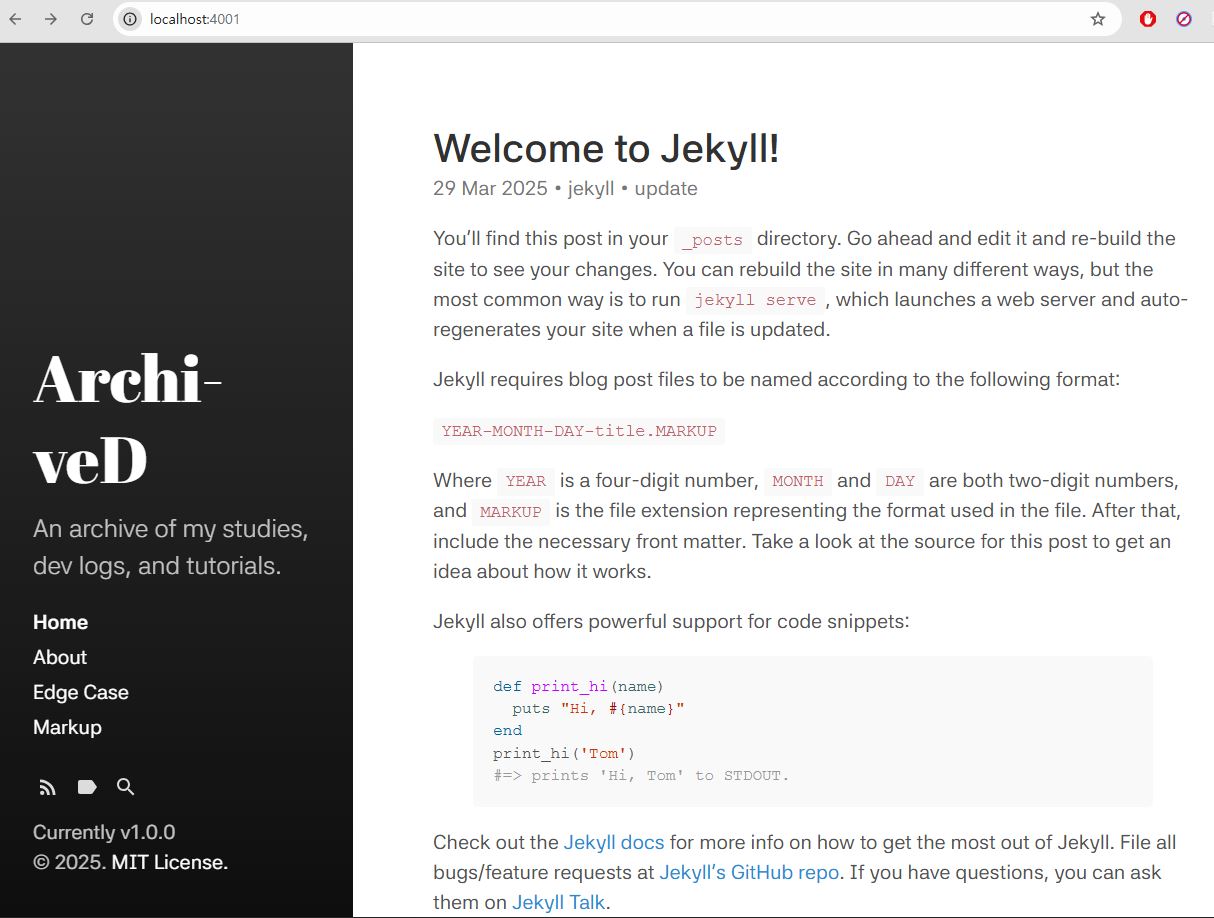 localhost:4001
Archi-
veD
An archive of my studies,
dev logs, and tutorials.
Home
About
Edge Case
Markup
Currently v1.0.0
© 2025. MIT License.
Welcome to Jekyll!
29 Mar 2025 • jekyll • update
You’ll find this post in your _posts directory. Go ahead and edit it and re-build the
site to see your changes. You can rebuild the site in many different ways, but the
most common way is to run jekyll serve , which launches a web server and auto-
regenerates your site when a file is updated.
Jekyll requires blog post files to be named according to the following format:
YEAR-MONTH-DAY-title.MARKUP
Where YEAR is a four-digit number, MONTH and DAY are both two-digit numbers,
and MARKUP is the file extension representing the format used in the file. After that,
include the necessary front matter. Take a look at the source for this post to get an
idea about how it works.
Jekyll also offers powerful support for code snippets:
def print_hi(name)
  puts "Hi, #{name}"
end
print_hi('Tom')
#=> prints 'Hi, Tom' to STDOUT.
Check out the Jekyll docs for more info on how to get the most out of Jekyll. File all
bugs/feature requests at Jekyll’s GitHub repo. If you have questions, you can ask
them on Jekyll Talk.